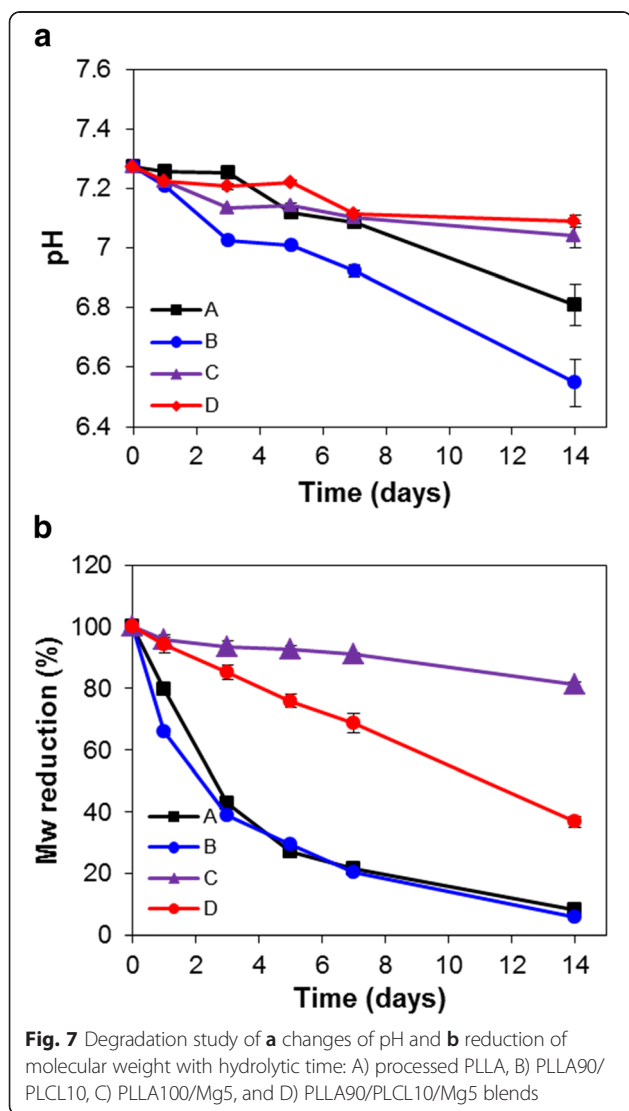 a
7.6
7.4
7.2
7
6.8
6.6
6.4
pH
A
B
C
D
0 2 4 6 8 10 12 14
Time (days)
b
120
100
80
60
40
20
0
Mw reduction (%)
A
B
C
D
0 2 4 6 8 10 12 14
Time (days)
Fig. 7 Degradation study of a changes of pH and b reduction of
molecular weight with hydrolytic time: A) processed PLLA, B) PLLA90/
PLCL10, C) PLLA100/Mg5, and D) PLLA90/PLCL10/Mg5 blends